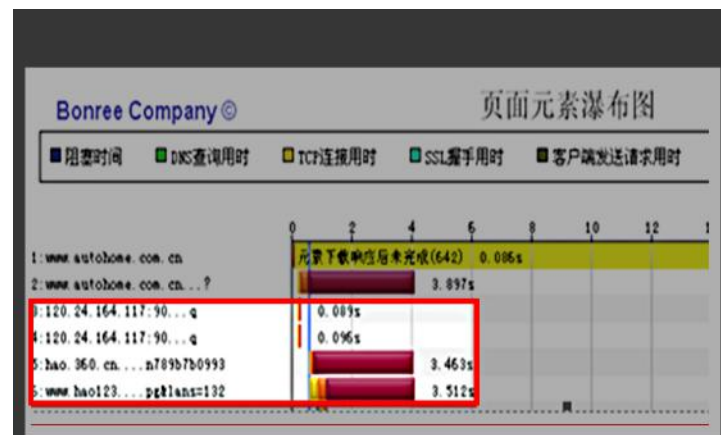 Bonree Company © 页面元素瀑布图
阻塞时间 DNS查询用时 TCP连接用时 SSL握手用时 客户端发送请求用时
0 2 4 6 8 10 12 1
1:www.autohome.com.cn 元素下载响应后未完成(642) 0.086s
2:www.autohome.com.cn...? 3.897s
3:120.24.164.117:90...q 0.089s
4:120.24.164.117:90...q 0.096s
5:hao.360.cn....n789b7b0993 3.463s
6:www.hao123....pg&lans=132 3.512s